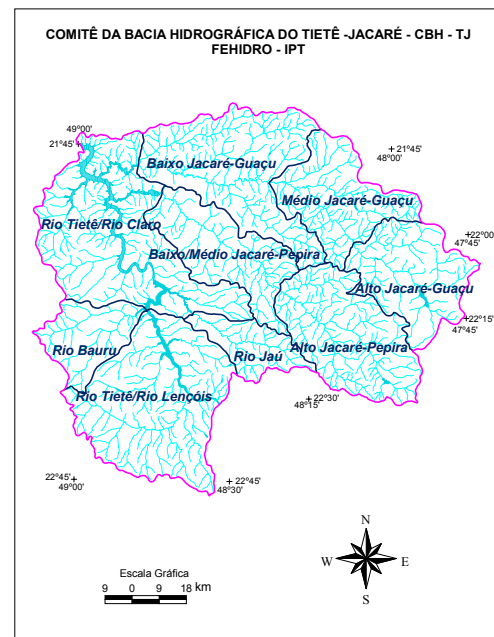 COMITÊ DA BACIA HIDROGRÁFICA DO TIETÊ -JACARÉ - CBH - TJ
FEHIDRO - IPT
49°00'
21°45'
21°45'
48°00'
Baixo Jacaré-Guaçu
Médio Jacaré-Guaçu
Rio Tietê/Rio Claro
22°00'
47°45'
Baixo/Médio Jacaré-Pepira
Alto Jacaré-Guaçu
22°15'
47°45'
Rio Bauru
Rio Jaú
Alto Jacaré-Pepira
Rio Tietê/Rio Lençóis
22°30'
48°15'
22°45'
49°00'
22°45'
48°30'
N
W
E
S
Escala Gráfica
9 0 9 18 km